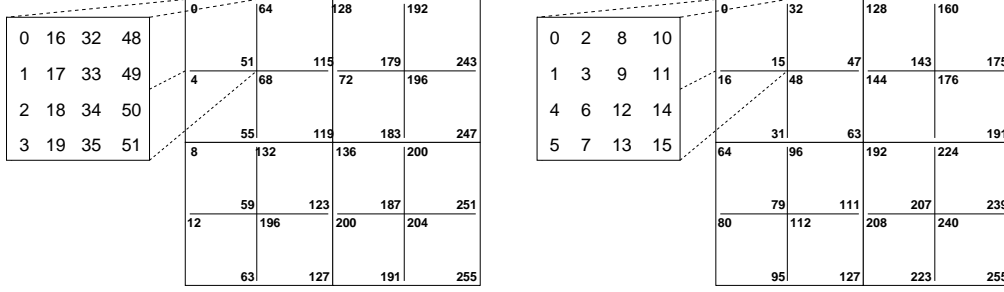 0 64 128 192
0 16 32 48
1 17 33 49
2 18 34 50
3 19 35 51
51 115 179 243
4 68 72 196
55 119 183 247
8 132 136 200
59 123 187 251
12 196 200 204
63 127 191 255
0 32 128 160
0 2 8 10
1 3 9 11
4 6 12 14
5 7 13 15
15 47 143 175
16 48 144 176
31 63 191
64 96 192 224
79 111 207 239
80 112 208 240
95 127 223 255